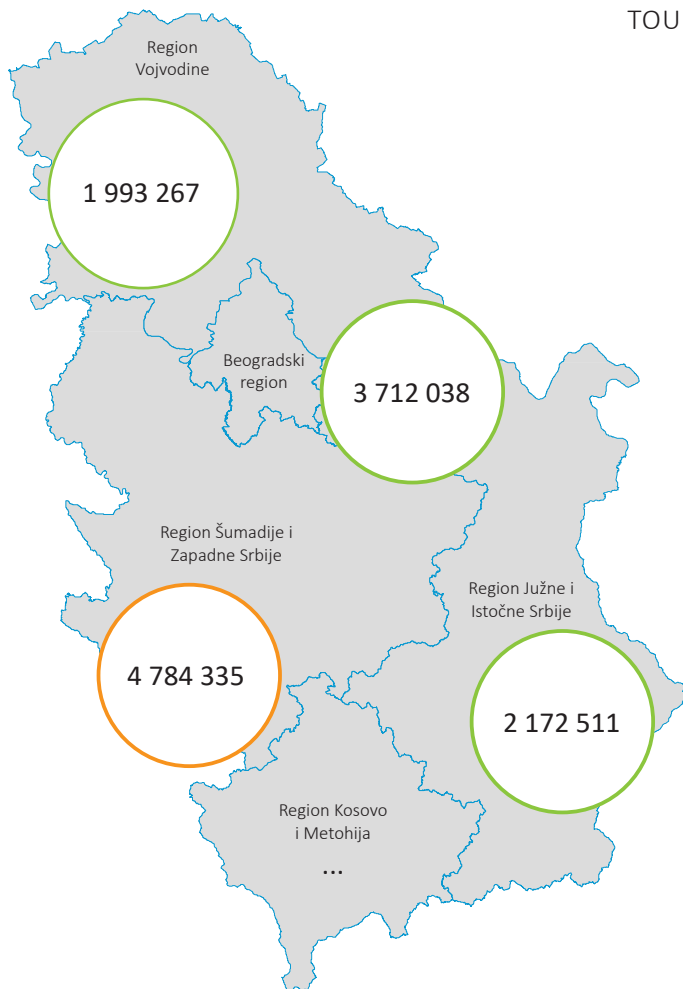 TOU
Region
Vojvodine
1 993 267
Beogradski
region
3 712 038
Region Šumadije i
Zapadne Srbije
Region Južne i
Istočne Srbije
4 784 335
2 172 511
Region Kosovo
i Metohija
...